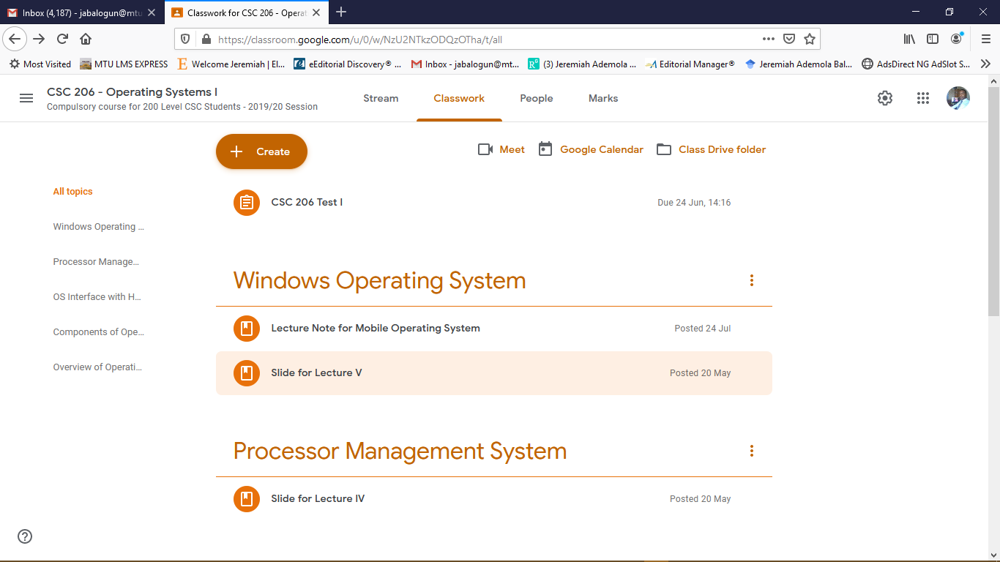 Inbox (4,187) - jabalogun@mtu
Classwork for CSC 206 - Operat
https://classroom.google.com/u/0/w/NzU2NTkzODQzOTha/t/all
Most Visited
MTU LMS EXPRESS
Welcome Jeremiah | El...
eEditorial Discovery® ...
Inbox - jabalogun@mt...
(3) Jeremiah Ademola ...
Editorial Manager®
Jeremiah Ademola Bal...
AdsDirect NG AdSlot S...
CSC 206 - Operating Systems I
Compulsory course for 200 Level CSC Students - 2019/20 Session
Stream
Classwork
People
Marks
Create
Meet
Google Calendar
Class Drive folder
All topics
Windows Operating ...
Processor Manage...
OS Interface with H...
Components of Ope...
Overview of Operati...
CSC 206 Test I
Due 24 Jun, 14:16
Windows Operating System
Lecture Note for Mobile Operating System
Posted 24 Jul
Slide for Lecture V
Posted 20 May
Processor Management System
Slide for Lecture IV
Posted 20 May